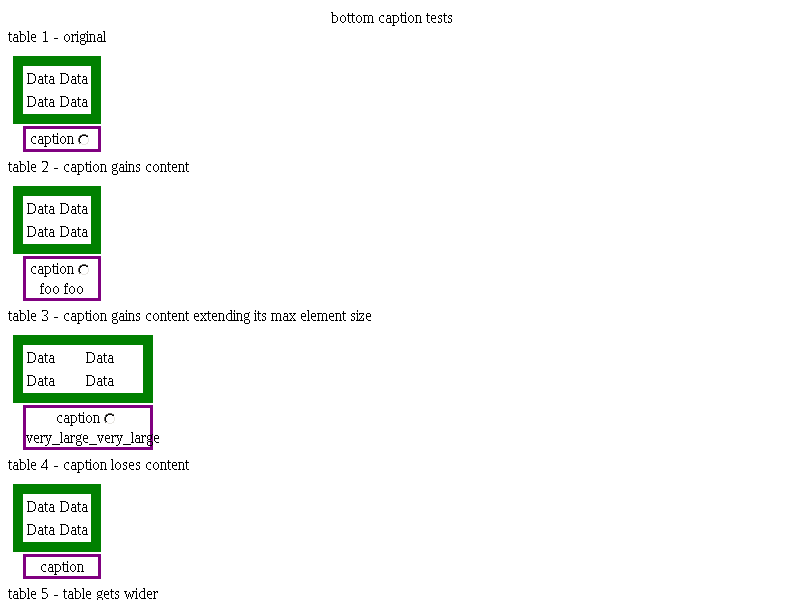 bottom caption tests
table 1 - original
Data Data
Data Data
caption
table 2 - caption gains content
Data Data
Data Data
caption
foo foo
table 3 - caption gains content extending its max element size
Data Data
Data Data
caption
very_large_very_large
table 4 - caption loses content
Data Data
Data Data
caption
table 5 - table gets wider